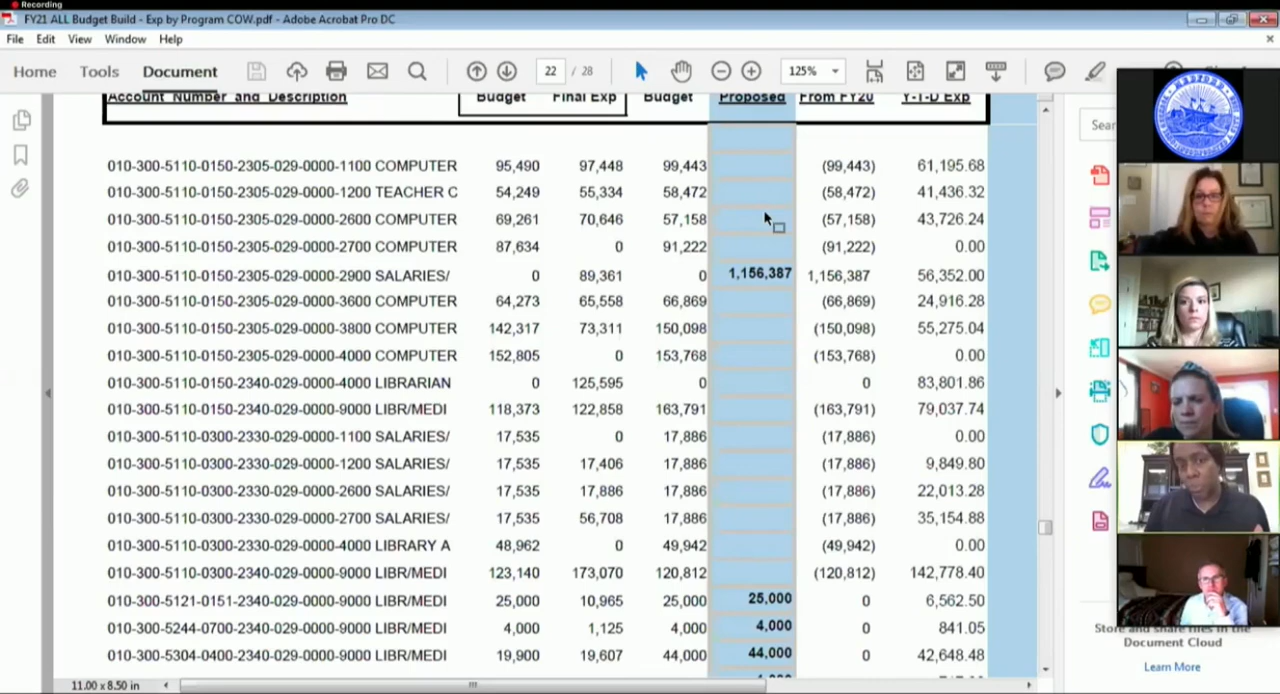 Recording
FY21 ALL Budget Build - Exp by Program COW.pdf - Adobe Acrobat Pro DC
File Edit View Window Help
Home Tools Document 22 / 28 125%
Account Number and Description Budget Final Exp Budget Proposed From FY20 Y-T-D Exp
010-300-5110-0150-2305-029-0000-1100 COMPUTER 95,490 97,448 99,443 (99,443) 61,195.68
010-300-5110-0150-2305-029-0000-1200 TEACHER C 54,249 55,334 58,472 (58,472) 41,436.32
010-300-5110-0150-2305-029-0000-2600 COMPUTER 69,261 70,646 57,158 (57,158) 43,726.24
010-300-5110-0150-2305-029-0000-2700 COMPUTER 87,634 0 91,222 (91,222) 0.00
010-300-5110-0150-2305-029-0000-2900 SALARIES/ 0 89,361 0 1,156,387 1,156,387 56,352.00
010-300-5110-0150-2305-029-0000-3600 COMPUTER 64,273 65,558 66,869 (66,869) 24,916.28
010-300-5110-0150-2305-029-0000-3800 COMPUTER 142,317 73,311 150,098 (150,098) 55,275.04
010-300-5110-0150-2305-029-0000-4000 COMPUTER 152,805 0 153,768 (153,768) 0.00
010-300-5110-0150-2340-029-0000-4000 LIBRARIAN 0 125,595 0 0 83,801.86
010-300-5110-0150-2340-029-0000-9000 LIBR/MEDI 118,373 122,858 163,791 (163,791) 79,037.74
010-300-5110-0300-2330-029-0000-1100 SALARIES/ 17,535 0 17,886 (17,886) 0.00
010-300-5110-0300-2330-029-0000-1200 SALARIES/ 17,535 17,406 17,886 (17,886) 9,849.80
010-300-5110-0300-2330-029-0000-2600 SALARIES/ 17,535 17,886 17,886 (17,886) 22,013.28
010-300-5110-0300-2330-029-0000-2700 SALARIES/ 17,535 56,708 17,886 (17,886) 35,154.88
010-300-5110-0300-2330-029-0000-4000 LIBRARY A 48,962 0 49,942 (49,942) 0.00
010-300-5110-0300-2340-029-0000-9000 LIBR/MEDI 123,140 173,070 120,812 (120,812) 142,778.40
010-300-5121-0151-2340-029-0000-9000 LIBR/MEDI 25,000 10,965 25,000 25,000 0 6,562.50
010-300-5244-0700-2340-029-0000-9000 LIBR/MEDI 4,000 1,125 4,000 4,000 0 841.05
010-300-5304-0400-2340-029-0000-9000 LIBR/MEDI 19,900 19,607 44,000 44,000 0 42,648.48
11.00 x 8.50 in
Sear
MEDFORD
Store and share files in the
Document Cloud
Learn More